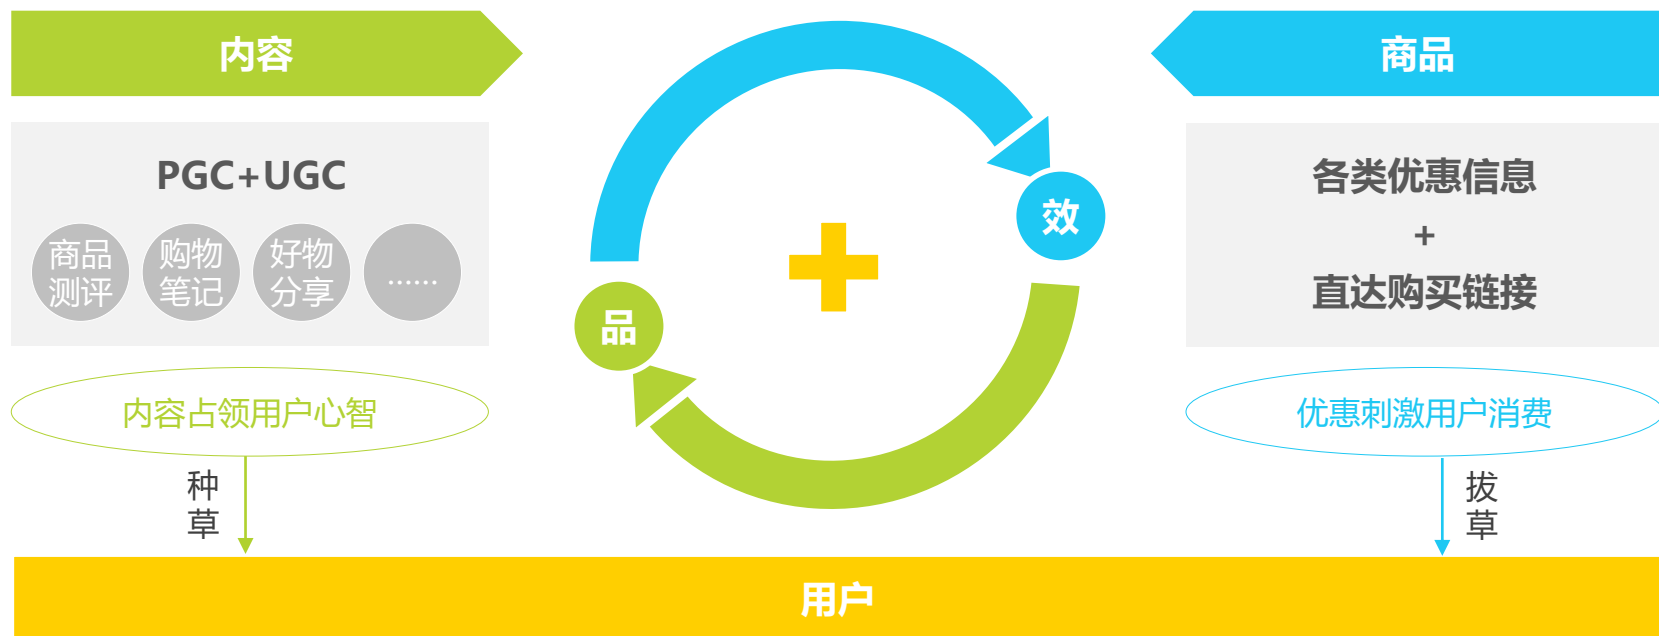 内容
商品
PGC+UGC
商品
测评
购物
笔记
好物
分享
......
效
品
各类优惠信息
+
直达购买链接
内容占领用户心智
优惠刺激用户消费
种
草
拔
草
用户